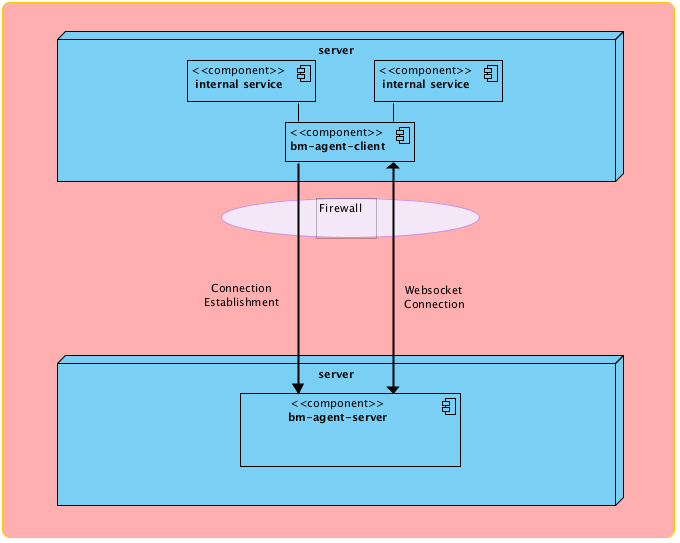 server
<<component>>
internal service
<<component>>
internal service
<<component>>
bm-agent-client
Firewall
Connection
Establishment
Websocket
Connection
server
<<component>>
bm-agent-server